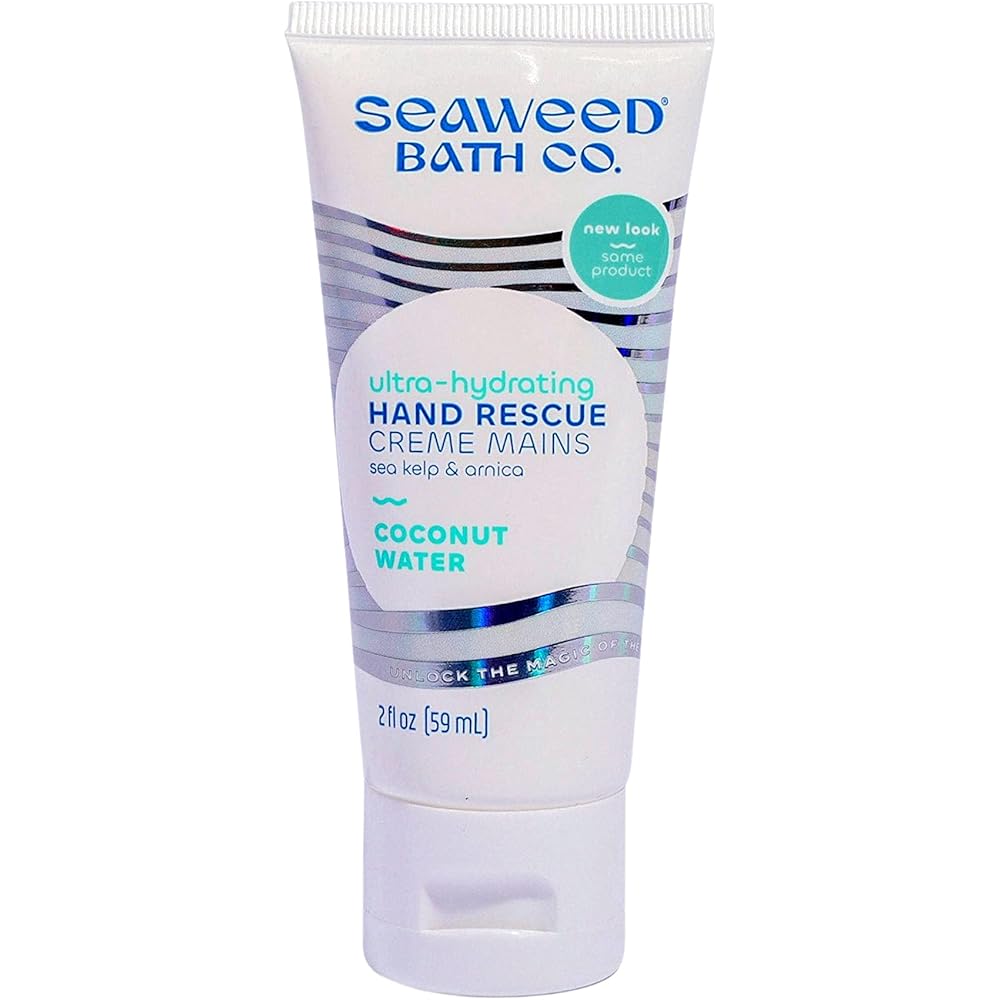 SEAWEED®
BATH CO.
new look
same
product
ultra-hydrating
HAND RESCUE
CREME MAINS
sea kelp & arnica
COCONUT
WATER
UNLOCK THE MAGIC OF THE
2 fl oz (59 mL)